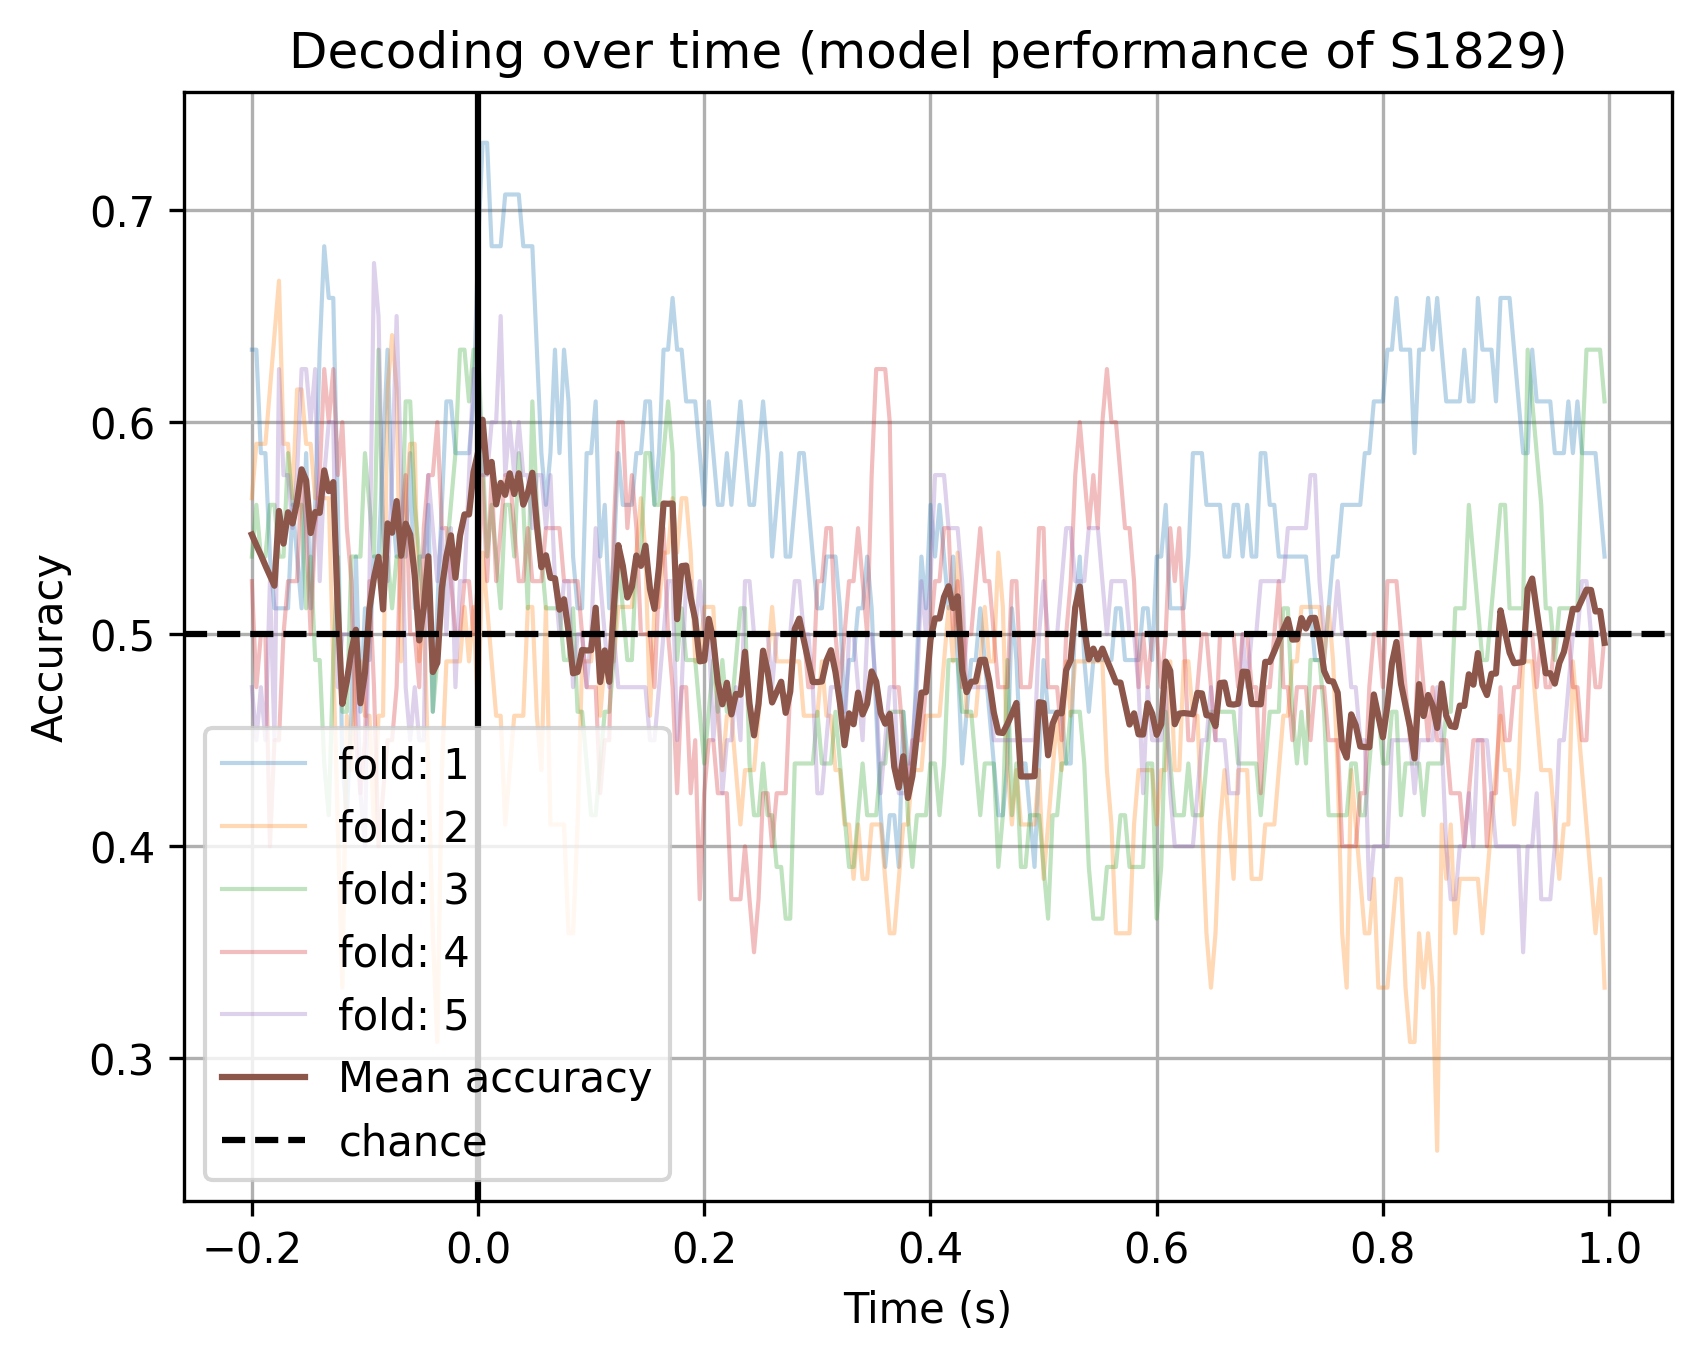 Decoding over time (model performance of S1829)
Accuracy
0.7
0.6
0.5
0.4
0.3
fold: 1
fold: 2
fold: 3
fold: 4
fold: 5
Mean accuracy
chance
−0.2 0.0 0.2 0.4 0.6 0.8 1.0
Time (s)